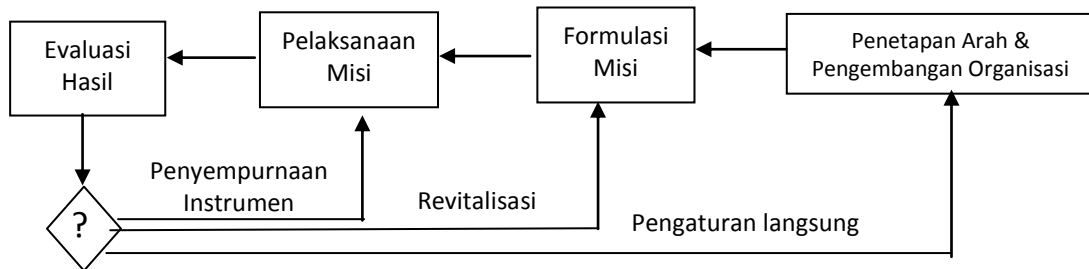 Evaluasi
Hasil
Pelaksanaan
Misi
Formulasi
Misi
Penetapan Arah &
Pengembangan Organisasi
Penyempurnaan
Instrumen
Revitalisasi
Pengaturan langsung
?